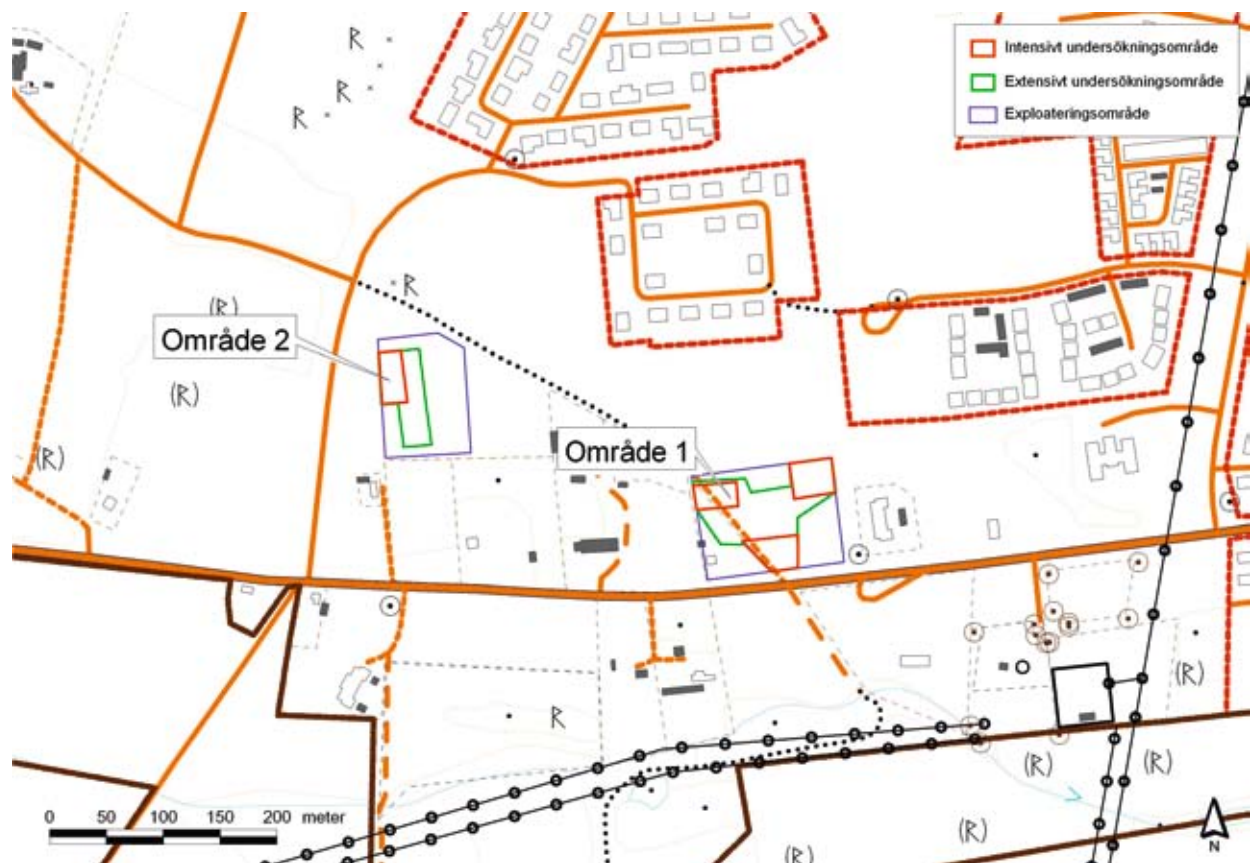 R
R
R
Intensivt undersökningsområde
Extensivt undersökningsområde
Exploateringsområde
R
(R)
Område 2
(R)
(R)
Område 1
R
(R)
(R)
(R)
(R)
(R)
0 50 100 150 200 meter
N